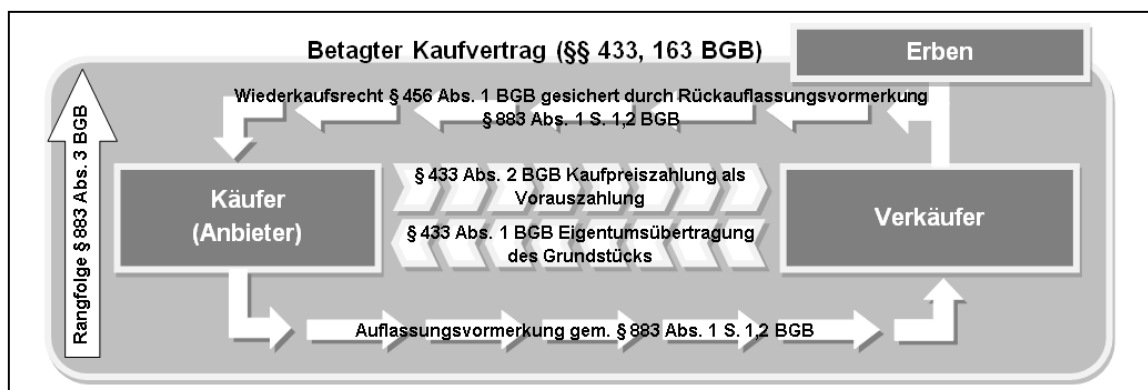 Betagter Kaufvertrag (§§ 433, 163 BGB)
Erben
Wiederkaufsrecht § 456 Abs. 1 BGB gesichert durch Rückauflassungsvormerkung
§ 883 Abs. 1 S. 1,2 BGB
Rangfolge § 883 Abs. 3 BGB
Käufer
(Anbieter)
§ 433 Abs. 2 BGB Kaufpreiszahlung als
Vorauszahlung
§ 433 Abs. 1 BGB Eigentumsübertragung
des Grundstücks
Verkäufer
Auflassungsvormerkung gem. § 883 Abs. 1 S. 1,2 BGB